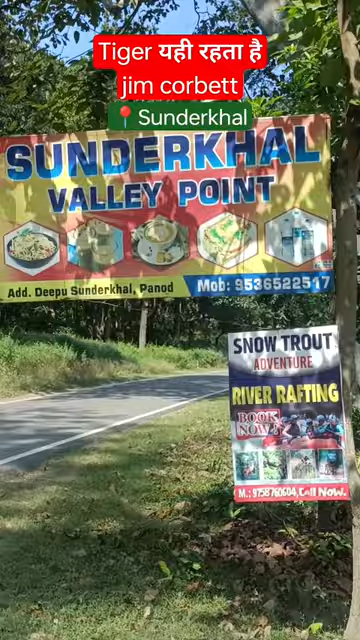 Tiger यही रहता है
jim corbett
📍Sunderkhal
SUNDERKHAL
VALLEY POINT
Add. Deepu Sunderkhal, Panod
Mob: 9536522517
SNOW TROUT
ADVENTURE
RIVER RAFTING
BOOK
NOW!
M.: 9758760604, Call Now.